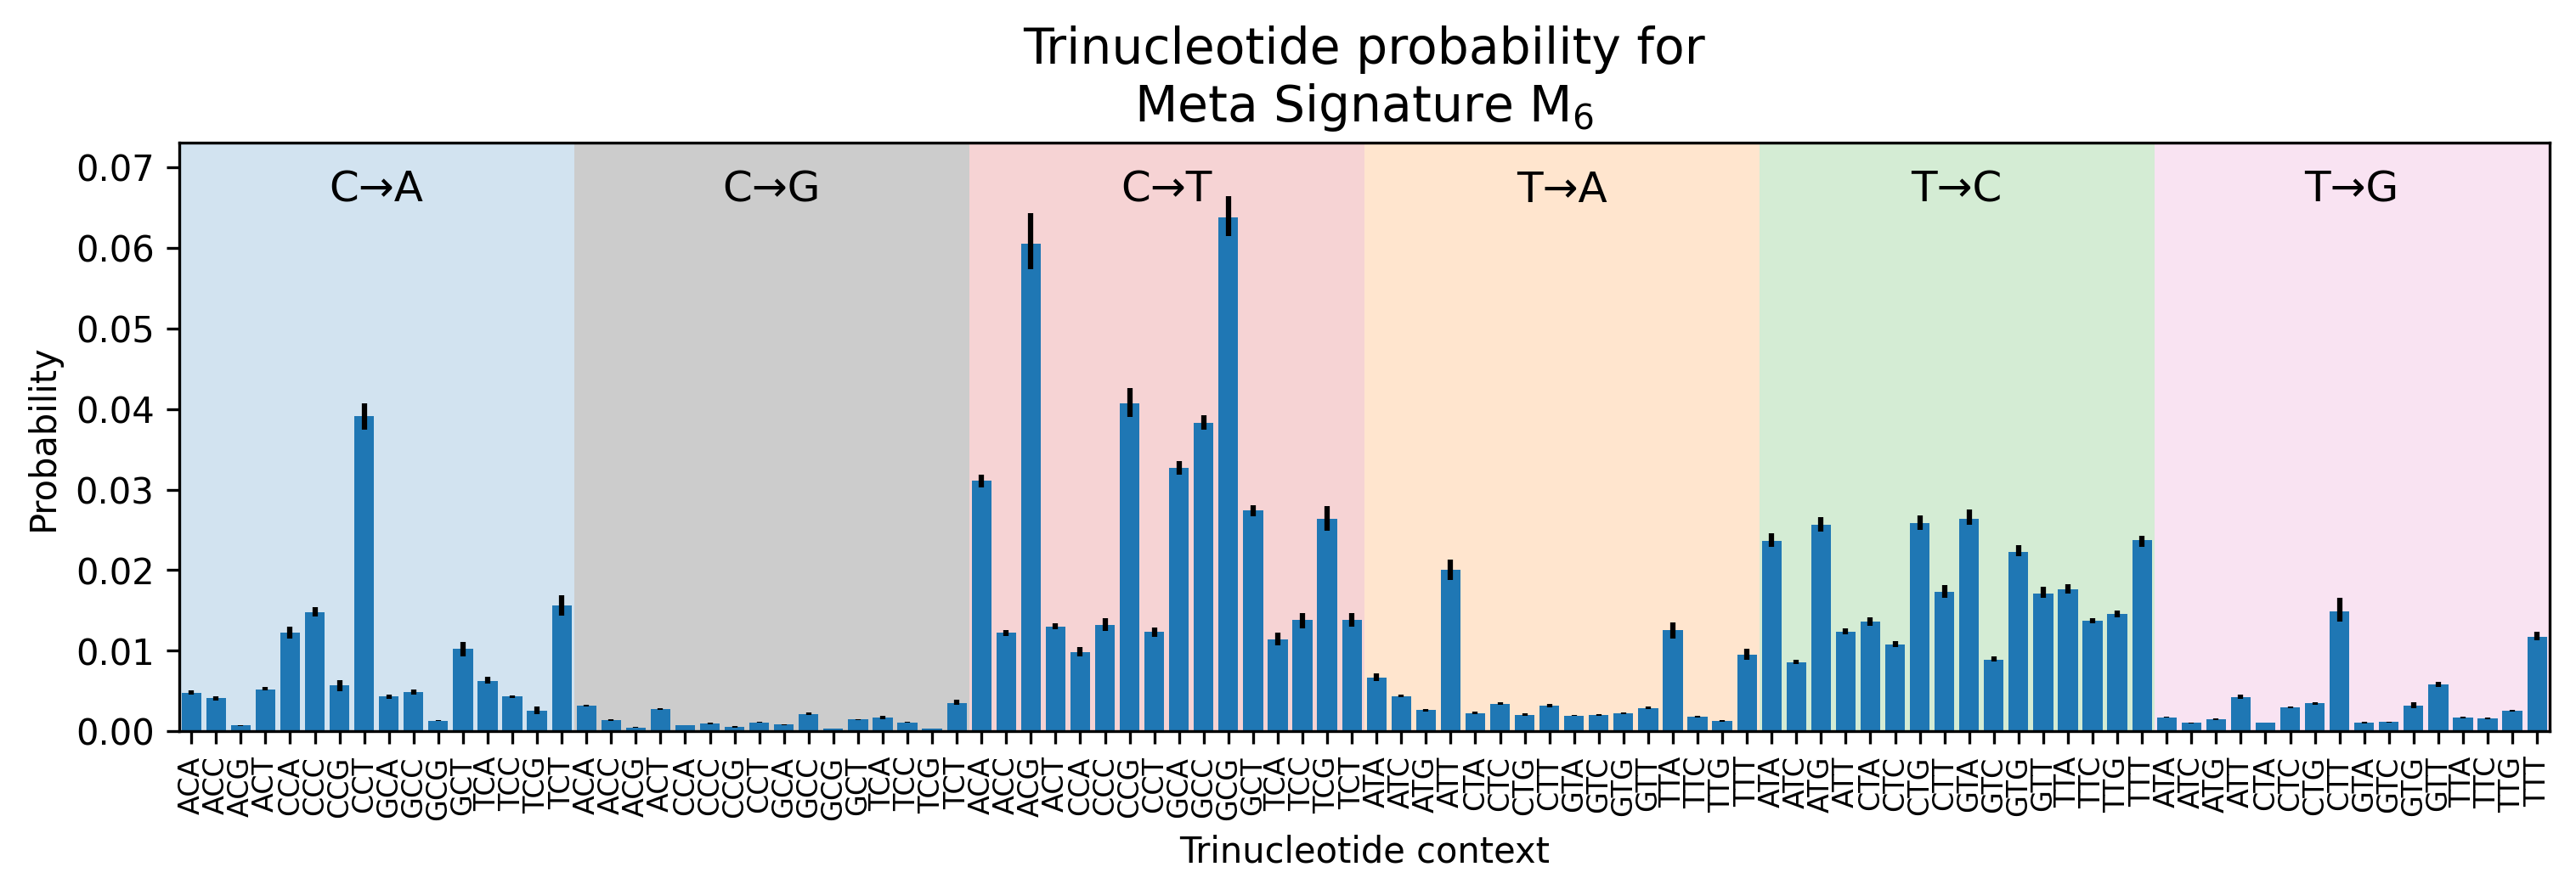 Trinucleotide probability for
Meta Signature M₆
C→A C→G C→T T→A T→C T→G
0.07
0.06
0.05
0.04
0.03
0.02
0.01
0.00
Probability
ACA ACC ACG ACT CCA CCC CCG CCT GCA GCC GCG GCT TCA TCC TCG TCT ACA ACC ACG ACT CCA CCC CCG CCT GCA GCC GCG GCT TCA TCC TCG TCT ACA ACC ACG ACT CCA CCC CCG CCT GCA GCC GCG GCT TCA TCC TCG TCT ATA ATC ATG ATT CTA CTC CTG CTT GTA GTC GTG GTT TTA TTC TTG TTT ATA ATC ATG ATT CTA CTC CTG CTT GTA GTC GTG GTT TTA TTC TTG TTT ATA ATC ATG ATT CTA CTC CTG CTT GTA GTC GTG GTT TTA TTC TTG TTT
Trinucleotide context